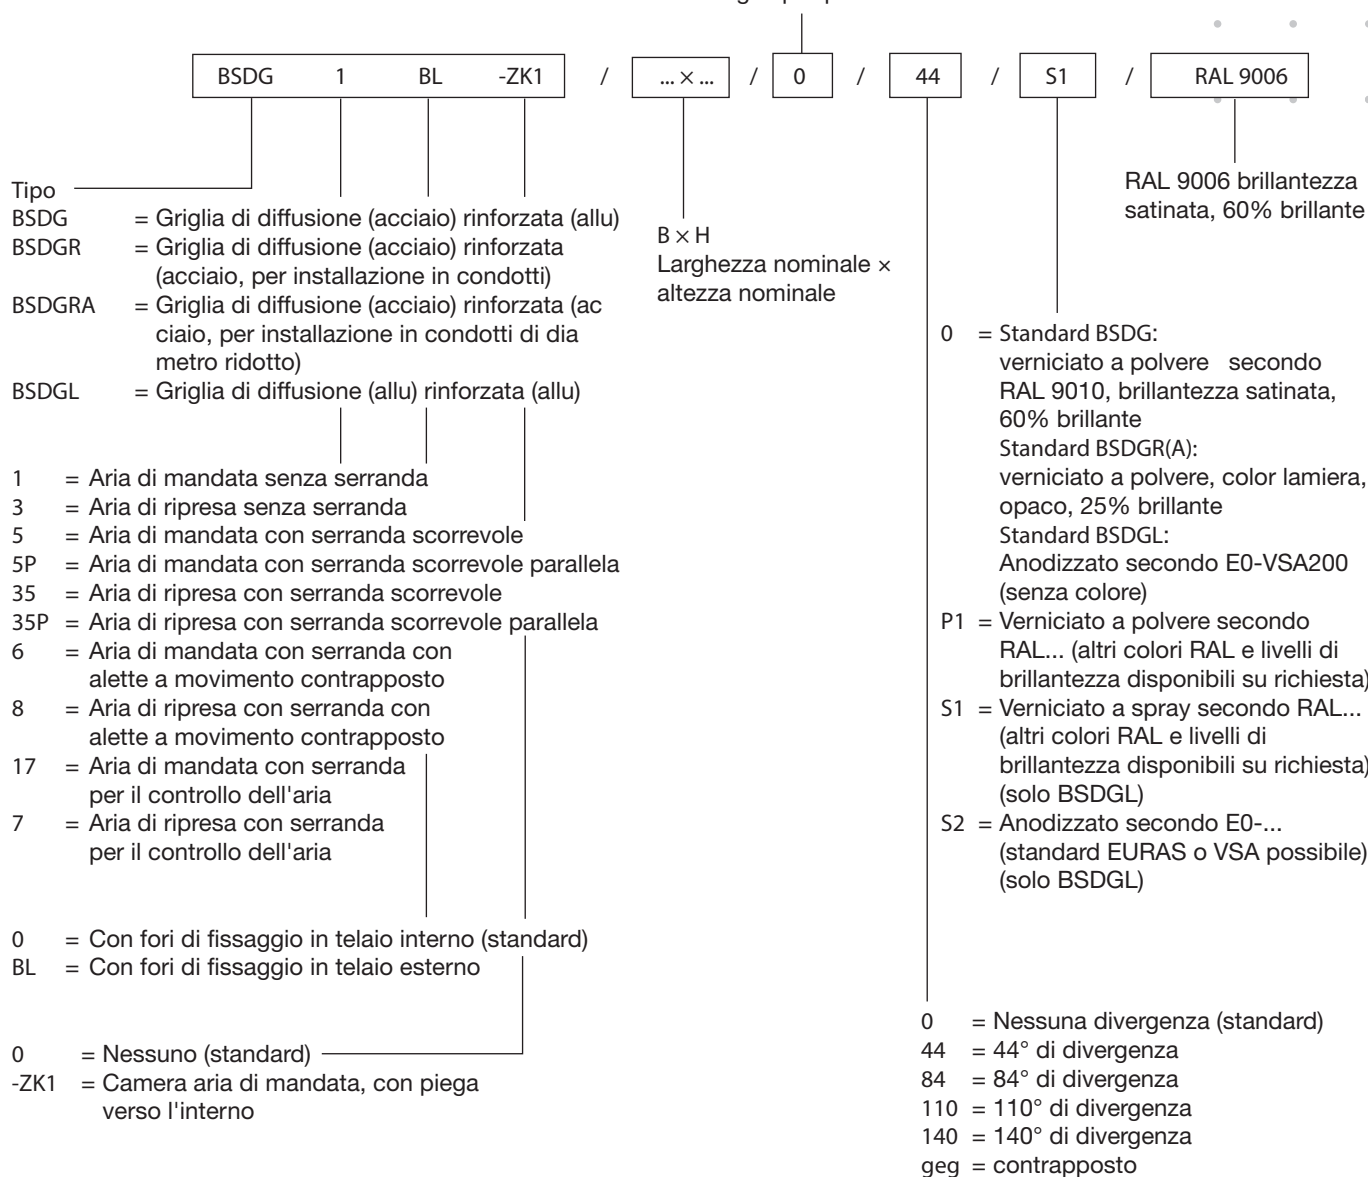 BSDG 1 BL -ZK1 / ... × ... / 0 / 44 / S1 / RAL 9006
RAL 9006 brillantezza
satinata, 60% brillante
Tipo
BSDG = Griglia di diffusione (acciaio) rinforzata (allu)
BSDGR = Griglia di diffusione (acciaio) rinforzata
(acciaio, per installazione in condotti)
BSDGRA = Griglia di diffusione (acciaio) rinforzata (ac
ciaio, per installazione in condotti di dia
metro ridotto)
BSDGL = Griglia di diffusione (allu) rinforzata (allu)
B × H
Larghezza nominale ×
altezza nominale
1 = Aria di mandata senza serranda
3 = Aria di ripresa senza serranda
5 = Aria di mandata con serranda scorrevole
5P = Aria di mandata con serranda scorrevole parallela
35 = Aria di ripresa con serranda scorrevole
35P = Aria di ripresa con serranda scorrevole parallela
6 = Aria di mandata con serranda con
alette a movimento contrapposto
8 = Aria di ripresa con serranda con
alette a movimento contrapposto
17 = Aria di mandata con serranda
per il controllo dell'aria
7 = Aria di ripresa con serranda
per il controllo dell'aria
0 = Con fori di fissaggio in telaio interno (standard)
BL = Con fori di fissaggio in telaio esterno
0 = Nessuno (standard)
-ZK1 = Camera aria di mandata, con piega
verso l'interno
0 = Standard BSDG:
verniciato a polvere secondo
RAL 9010, brillantezza satinata,
60% brillante
Standard BSDGR(A):
verniciato a polvere, color lamiera,
opaco, 25% brillante
Standard BSDGL:
Anodizzato secondo E0-VSA200
(senza colore)
P1 = Verniciato a polvere secondo
RAL... (altri colori RAL e livelli di
brillantezza disponibili su richiesta)
S1 = Verniciato a spray secondo RAL...
(altri colori RAL e livelli di
brillantezza disponibili su richiesta)
(solo BSDGL)
S2 = Anodizzato secondo E0-...
(standard EURAS o VSA possibile)
(solo BSDGL)
0 = Nessuna divergenza (standard)
44 = 44° di divergenza
84 = 84° di divergenza
110 = 110° di divergenza
140 = 140° di divergenza
geg = contrapposto